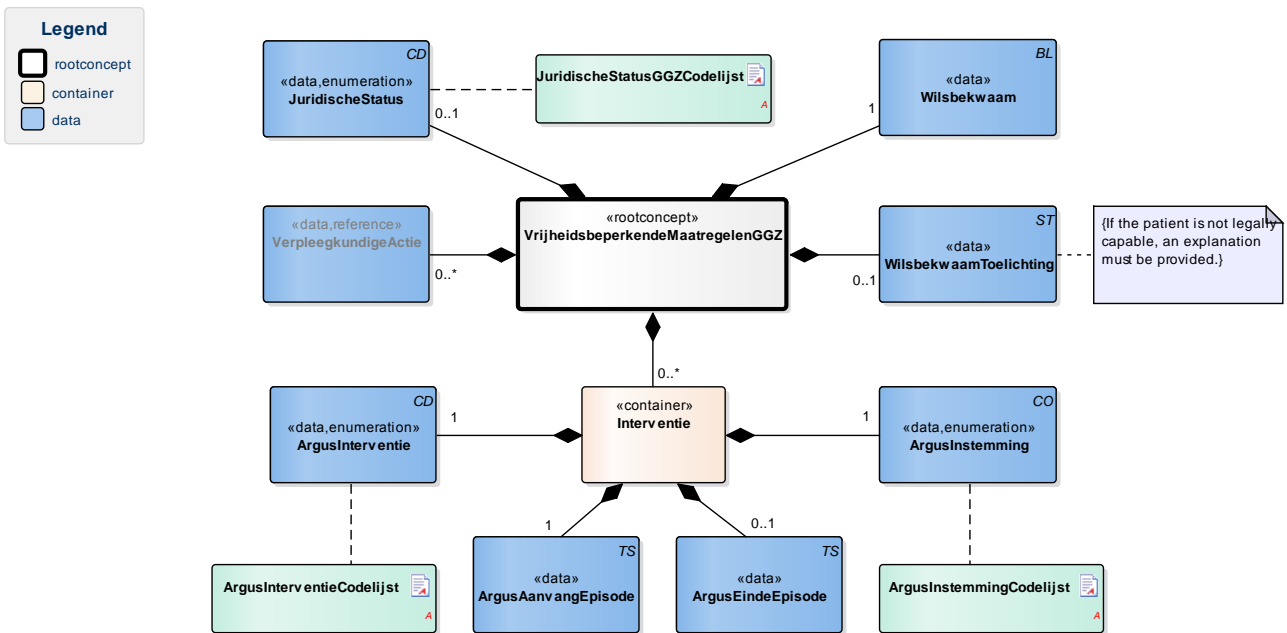 Legend
rootconcept
container
data
CD
«data,enumeration»
JuridischeStatus
0..1
JuridischeStatusGGZCodelijst
A
BL
«data»
Wilsbekwaam
1
«data,reference»
VerpleegkundigeActie
0..*
«rootconcept»
VrijheidsbeperkendeMaatregelenGGZ
ST
«data»
WilsbekwaamToelichting
0..1
{If the patient is not legally
capable, an explanation
must be provided.}
0..*
CD
«data,enumeration»
ArgusInterventie
1
«container»
Interventie
CO
«data,enumeration»
ArgusInstemming
1
1
0..1
TS
«data»
ArgusAanvangEpisode
TS
«data»
ArgusEindeEpisode
ArgusInterventieCodelijst
A
ArgusInstemmingCodelijst
A